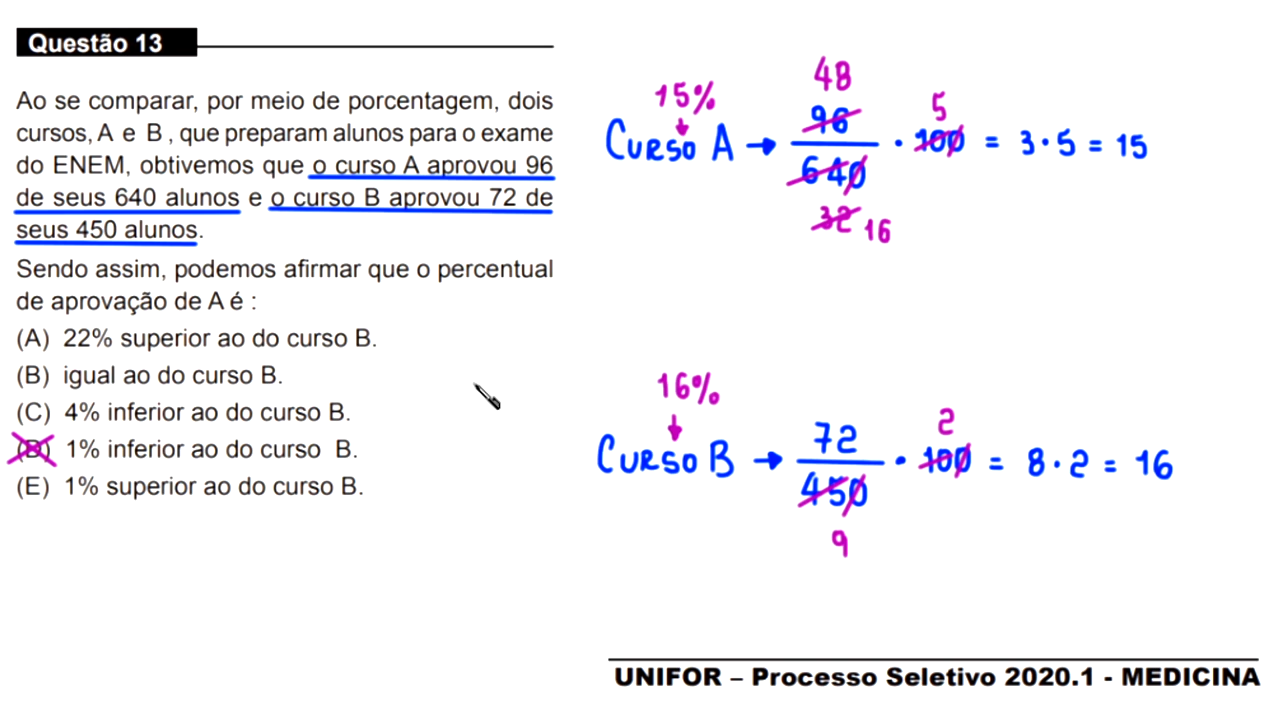 Questão 13
Ao se comparar, por meio de porcentagem, dois
cursos, A e B , que preparam alunos para o exame
do ENEM, obtivemos que o curso A aprovou 96
de seus 640 alunos e o curso B aprovou 72 de
seus 450 alunos.
Sendo assim, podemos afirmar que o percentual
de aprovação de A é :
(A) 22% superior ao do curso B.
(B) igual ao do curso B.
(C) 4% inferior ao do curso B.
(D) 1% inferior ao do curso B.
(E) 1% superior ao do curso B.
48
15% 5
96
CURSO A → · 100 = 3 · 5 = 15
640
32 16
16%
2
72
CURSO B → · 100 = 8 · 2 = 16
450
9
UNIFOR – Processo Seletivo 2020.1 - MEDICINA